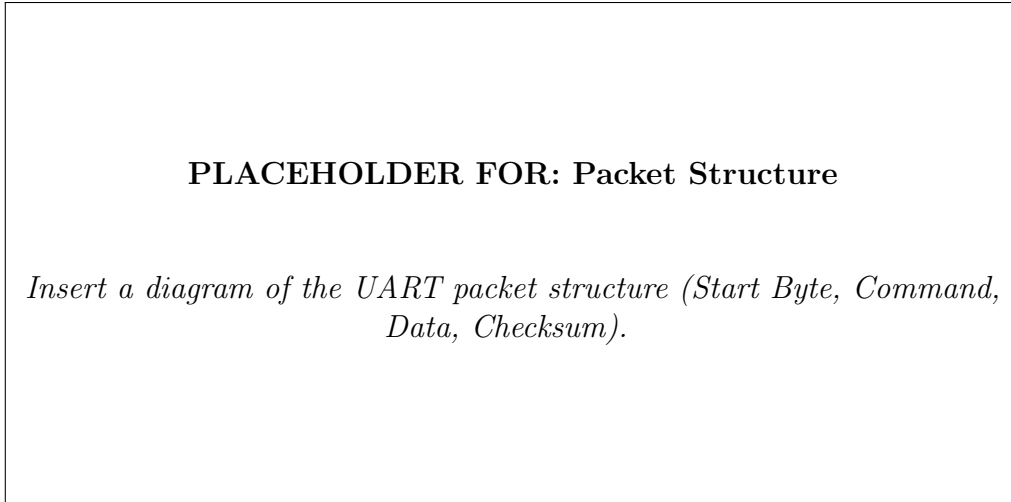 PLACEHOLDER FOR: Packet Structure
Insert a diagram of the UART packet structure (Start Byte, Command,
Data, Checksum).